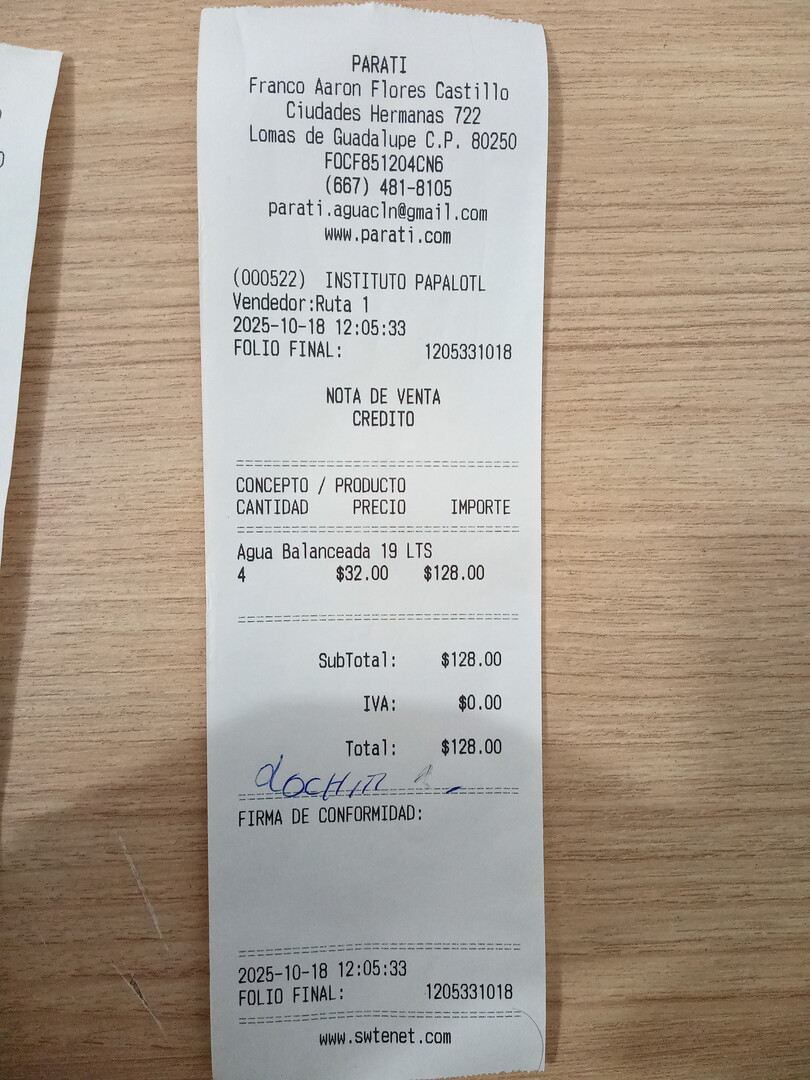 PARATI
Franco Aaron Flores Castillo
Ciudades Hermanas 722
Lomas de Guadalupe C.P. 80250
FOCF851204CN6
(667) 481-8105
parati.aguacln@gmail.com
www.parati.com
(000522) INSTITUTO PAPALOTL
Vendedor:Ruta 1
2025-10-18 12:05:33
FOLIO FINAL: 1205331018
NOTA DE VENTA
CREDITO
CONCEPTO / PRODUCTO
CANTIDAD PRECIO IMPORTE
Agua Balanceada 19 LTS
4 $32.00 $128.00
SubTotal: $128.00
IVA: $0.00
Total: $128.00
FIRMA DE CONFORMIDAD:
2025-10-18 12:05:33
FOLIO FINAL: 1205331018
www.swtenet.com